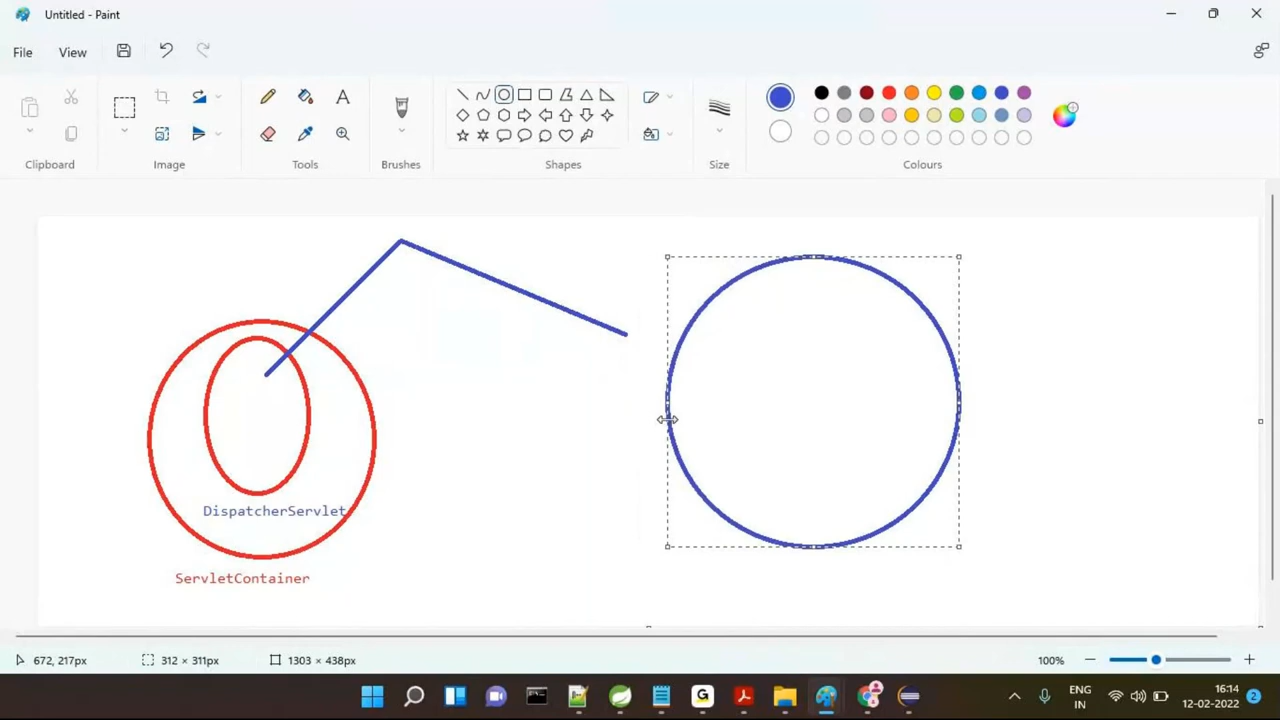 Untitled - Paint
File View
A
Clipboard Image Tools Brushes Shapes Size Colours
DispatcherServlet
ServletContainer
672, 217px 312 × 311px 1303 × 438px 100%
ENG
IN
16:14
12-02-2022
2